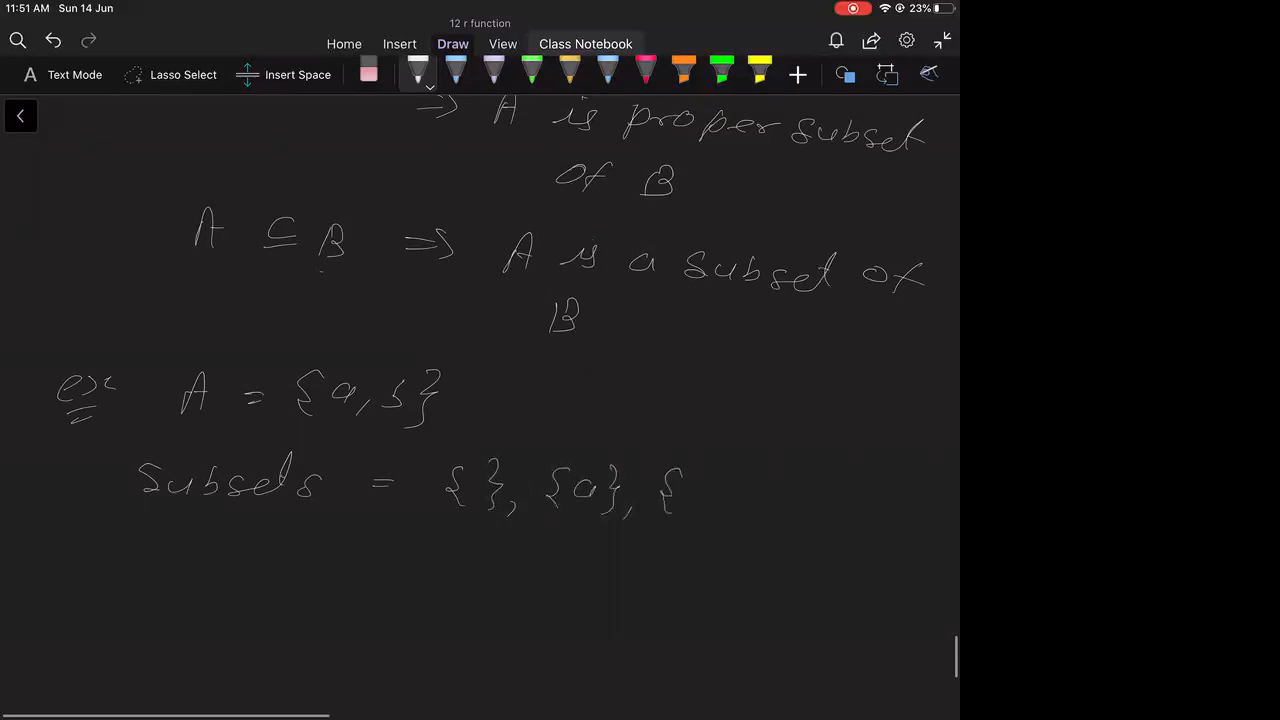 11:51 AM Sun 14 Jun
23%
12 r function
Home Insert Draw View Class Notebook
Text Mode Lasso Select Insert Space
⇒ A is proper subset
of B
A ⊆ B ⇒ A is a subset of
B
ex A = {a, b}
Subsets = { }, {a}, {